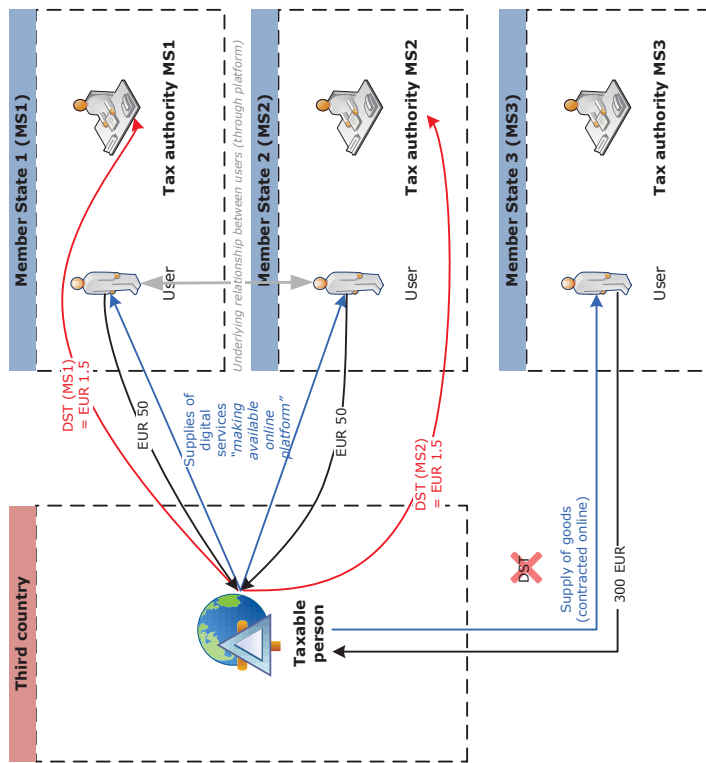 Third country
Taxable
person
Member State 1 (MS1)
User
Tax authority MS1
DST (MS1)
= EUR 1.5
EUR 50
Supplies of
digital
services
“making
available
online
platform”
Underlying relationship between users (through platform)
Member State 2 (MS2)
User
Tax authority MS2
EUR 50
DST (MS2)
= EUR 1.5
Member State 3 (MS3)
User
Tax authority MS3
DST
Supply of goods
(contracted online)
300 EUR